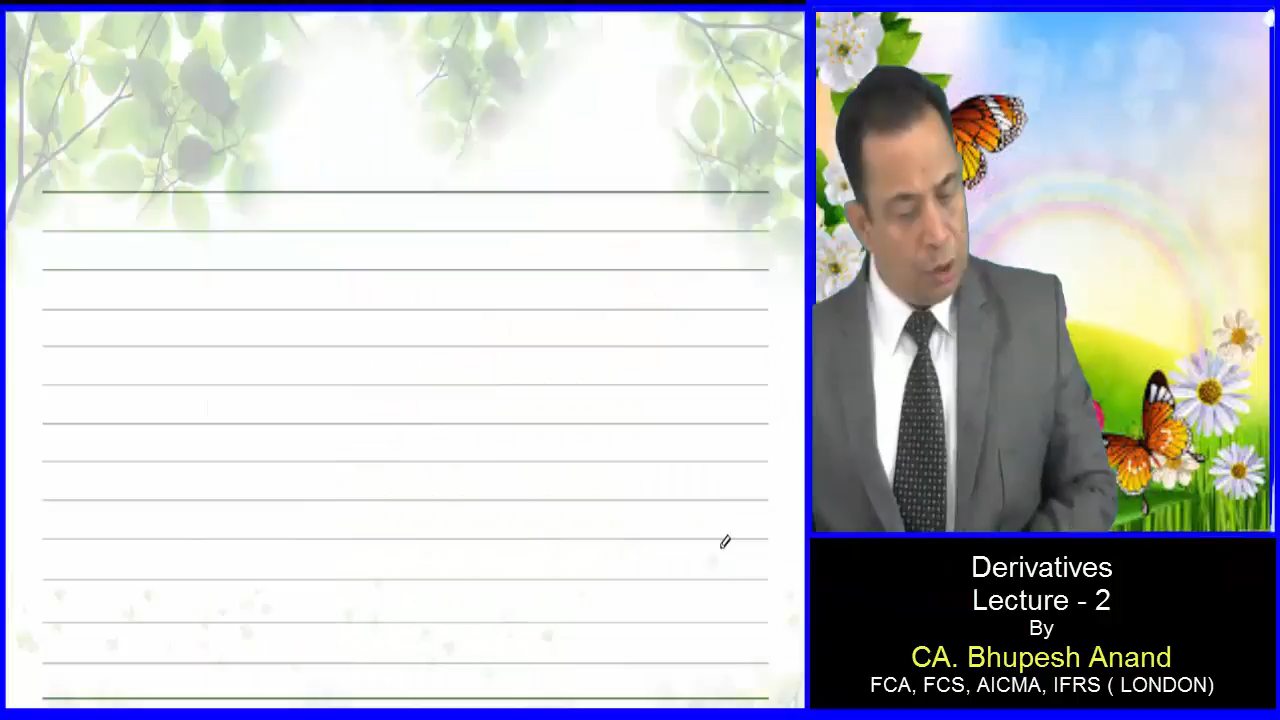 Derivatives
Lecture - 2
By
CA. Bhupesh Anand
FCA, FCS, AICMA, IFRS ( LONDON)